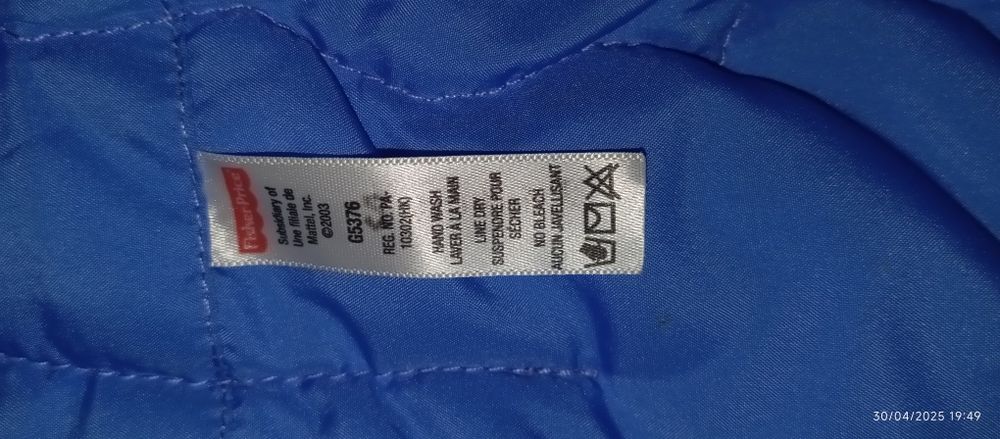 Fisher-Price
Subsidiary of
Une filiale de
Mattel, Inc.
©2003
G5376
REG. NO. PA.
10302(HK)
HAND WASH
LAVER À LA MAIN
LINE DRY
SUSPENDRE POUR
SÉCHER
NO BLEACH
AUCUN JAVELLISANT
30/04/2025 19:49